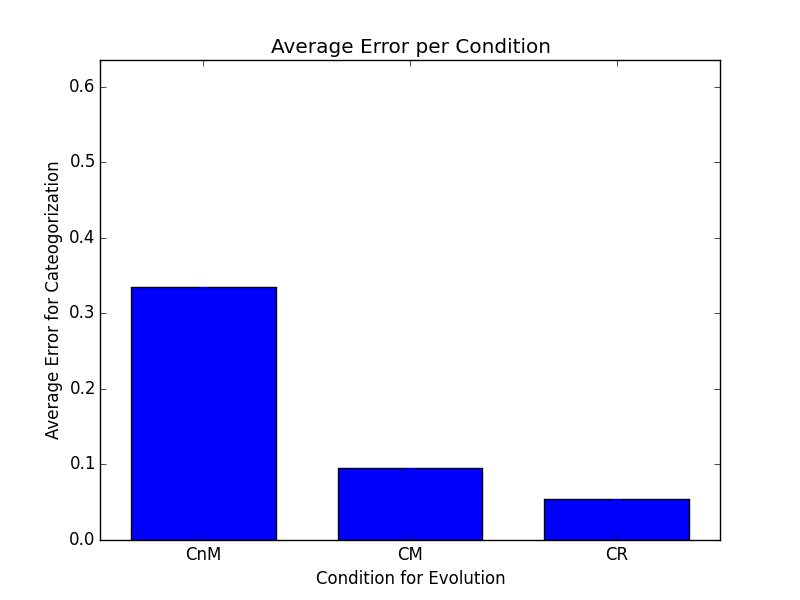 Average Error per Condition
0.6
0.5
0.4
0.3
0.2
0.1
0.0
Average Error for Cateogorization
CnM CM CR
Condition for Evolution